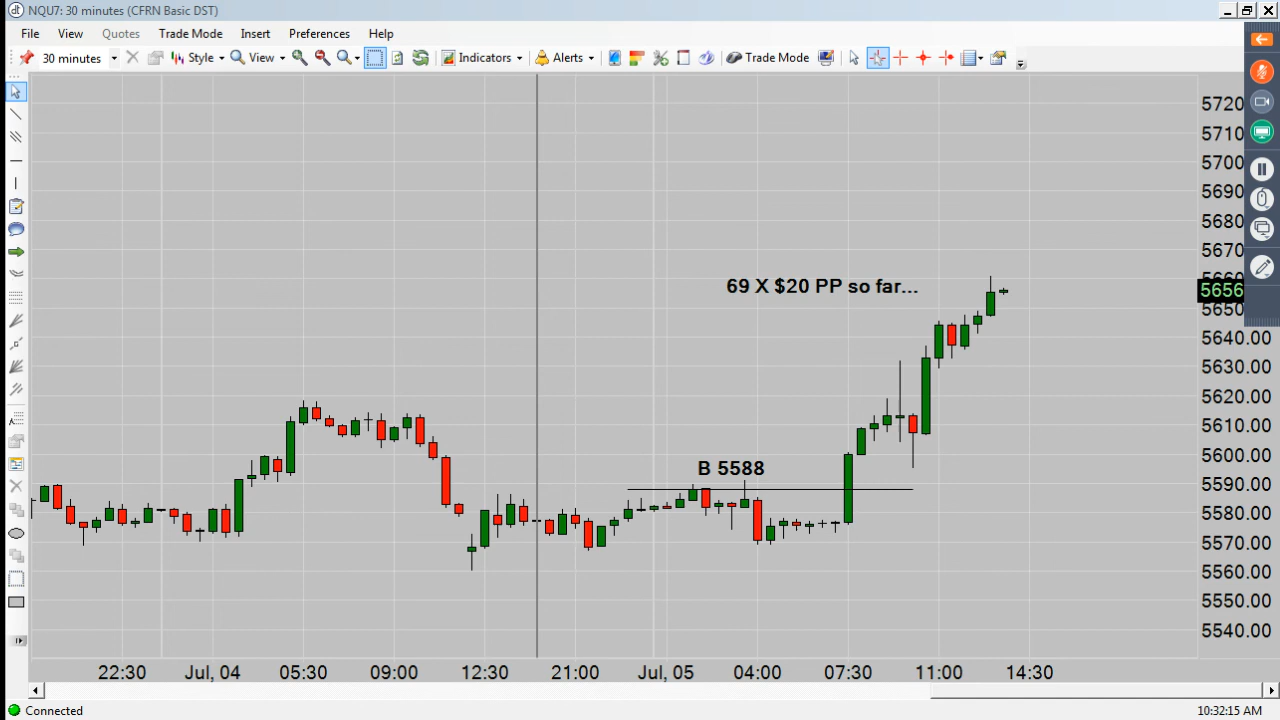 NQU7: 30 minutes (CFRN Basic DST)
File View Quotes Trade Mode Insert Preferences Help
30 minutes Style View Indicators Alerts Trade Mode
5720
5710
5700
5690
5680
5670
69 X $20 PP so far...
5656
5650
5640.00
5630.00
5620.00
5610.00
B 5588
5600.00
5590.00
5580.00
5570.00
5560.00
5550.00
5540.00
22:30 Jul, 04 05:30 09:00 12:30 21:00 Jul, 05 04:00 07:30 11:00 14:30
Connected 10:32:15 AM